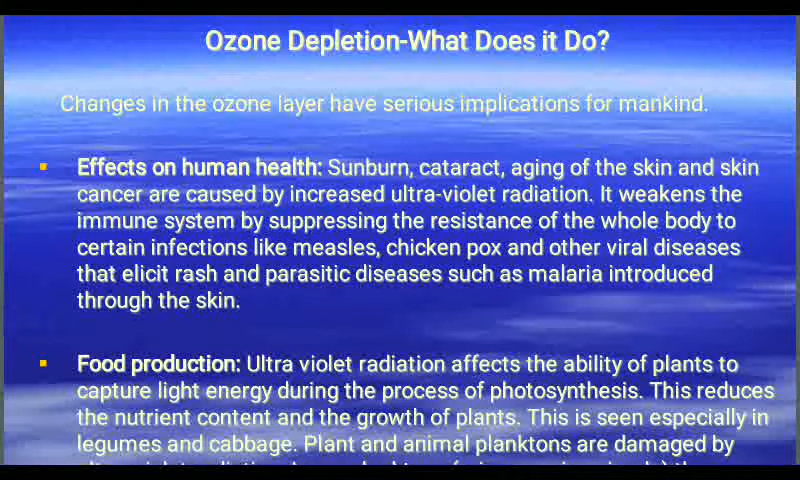 Ozone Depletion-What Does it Do?
Changes in the ozone layer have serious implications for mankind.
Effects on human health: Sunburn, cataract, aging of the skin and skin
cancer are caused by increased ultra-violet radiation. It weakens the
immune system by suppressing the resistance of the whole body to
certain infections like measles, chicken pox and other viral diseases
that elicit rash and parasitic diseases such as malaria introduced
through the skin.
Food production: Ultra violet radiation affects the ability of plants to
capture light energy during the process of photosynthesis. This reduces
the nutrient content and the growth of plants. This is seen especially in
legumes and cabbage. Plant and animal planktons are damaged by